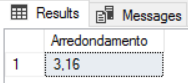 Results Messages
Arredondamento
1 3,16